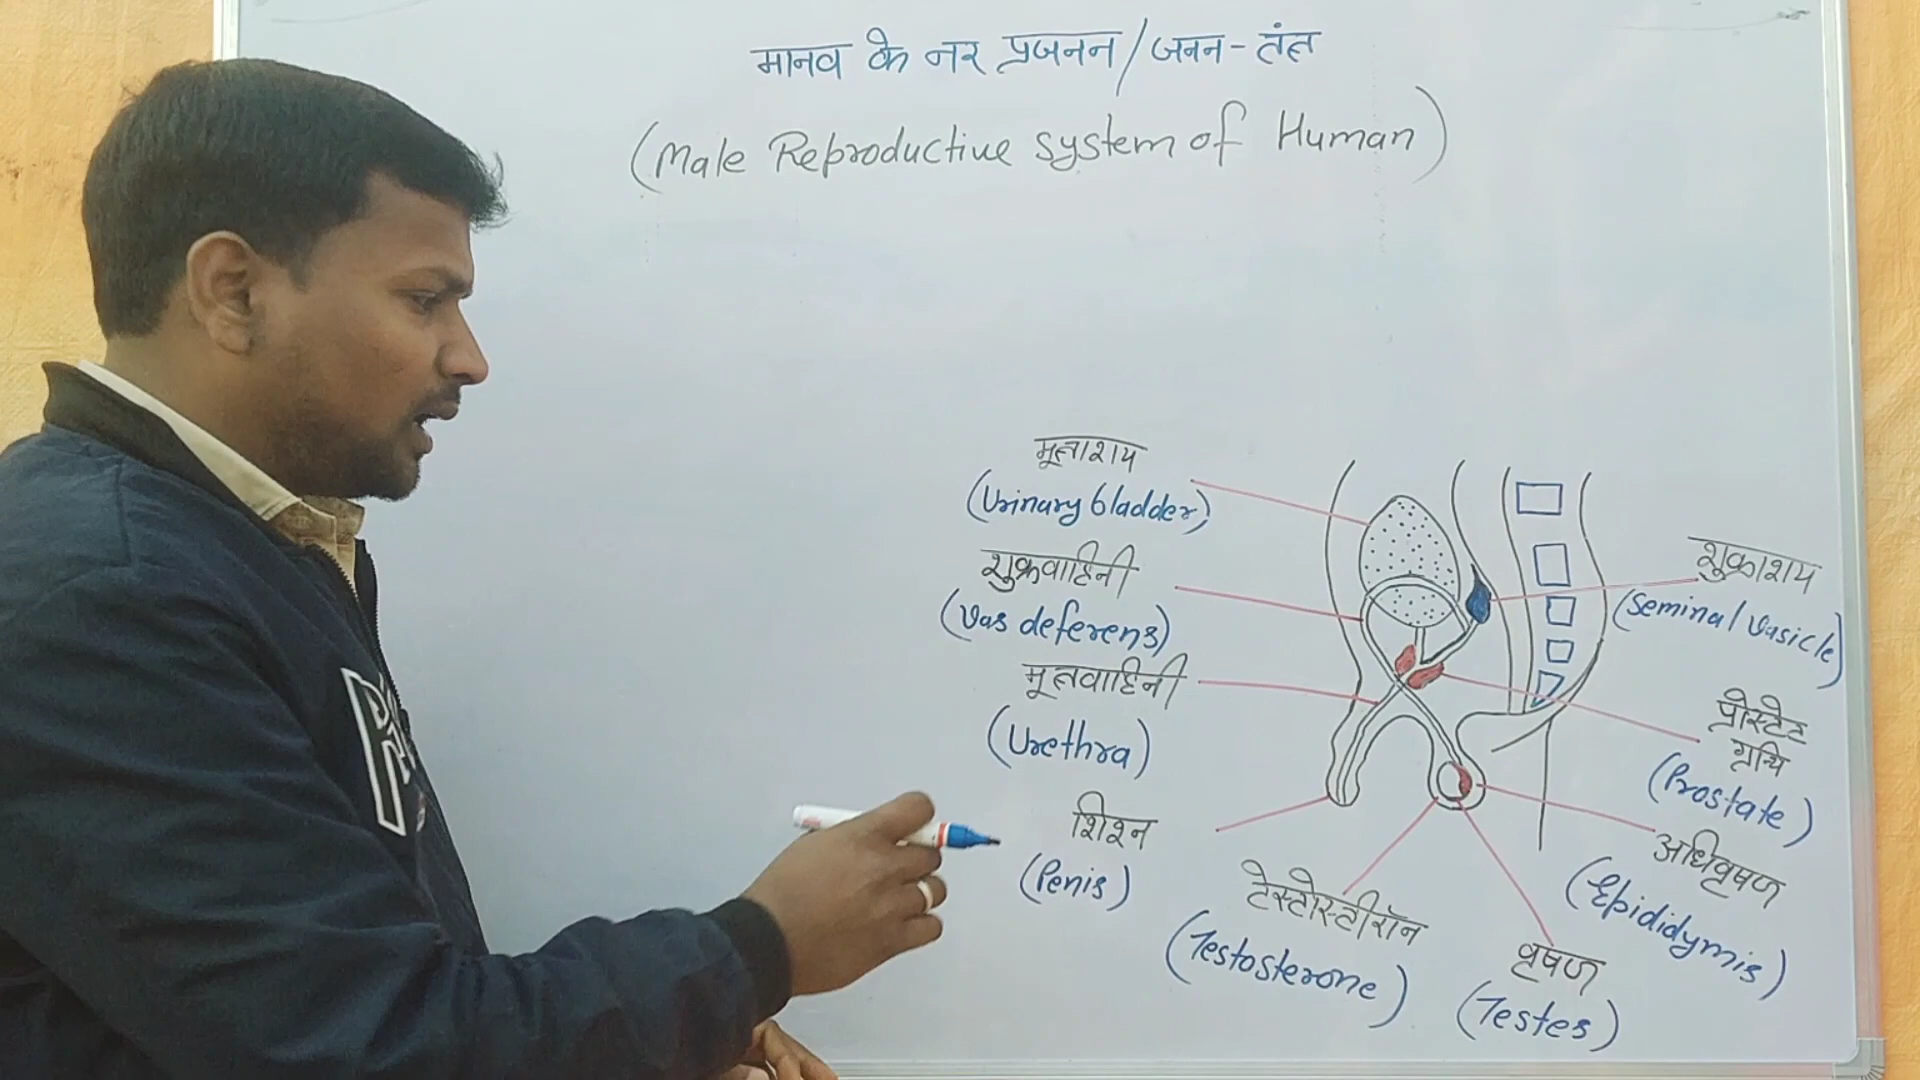 मानव के नर प्रजनन/जनन-तंत्र
(Male Reproductive system of Human)
मूत्राशय
(Urinary bladder)
शुक्रवाहिनी
(Vas deferens)
मूत्रवाहिनी
(Urethra)
शिश्न
(Penis)
टेस्टोस्टीरॉन
(Testosterone)
वृषण
(Testes)
शुक्राशय
(Seminal Vasicle)
प्रोस्टेट
ग्रन्थि
(Prostate)
अधिवृषण
(Epididymis)